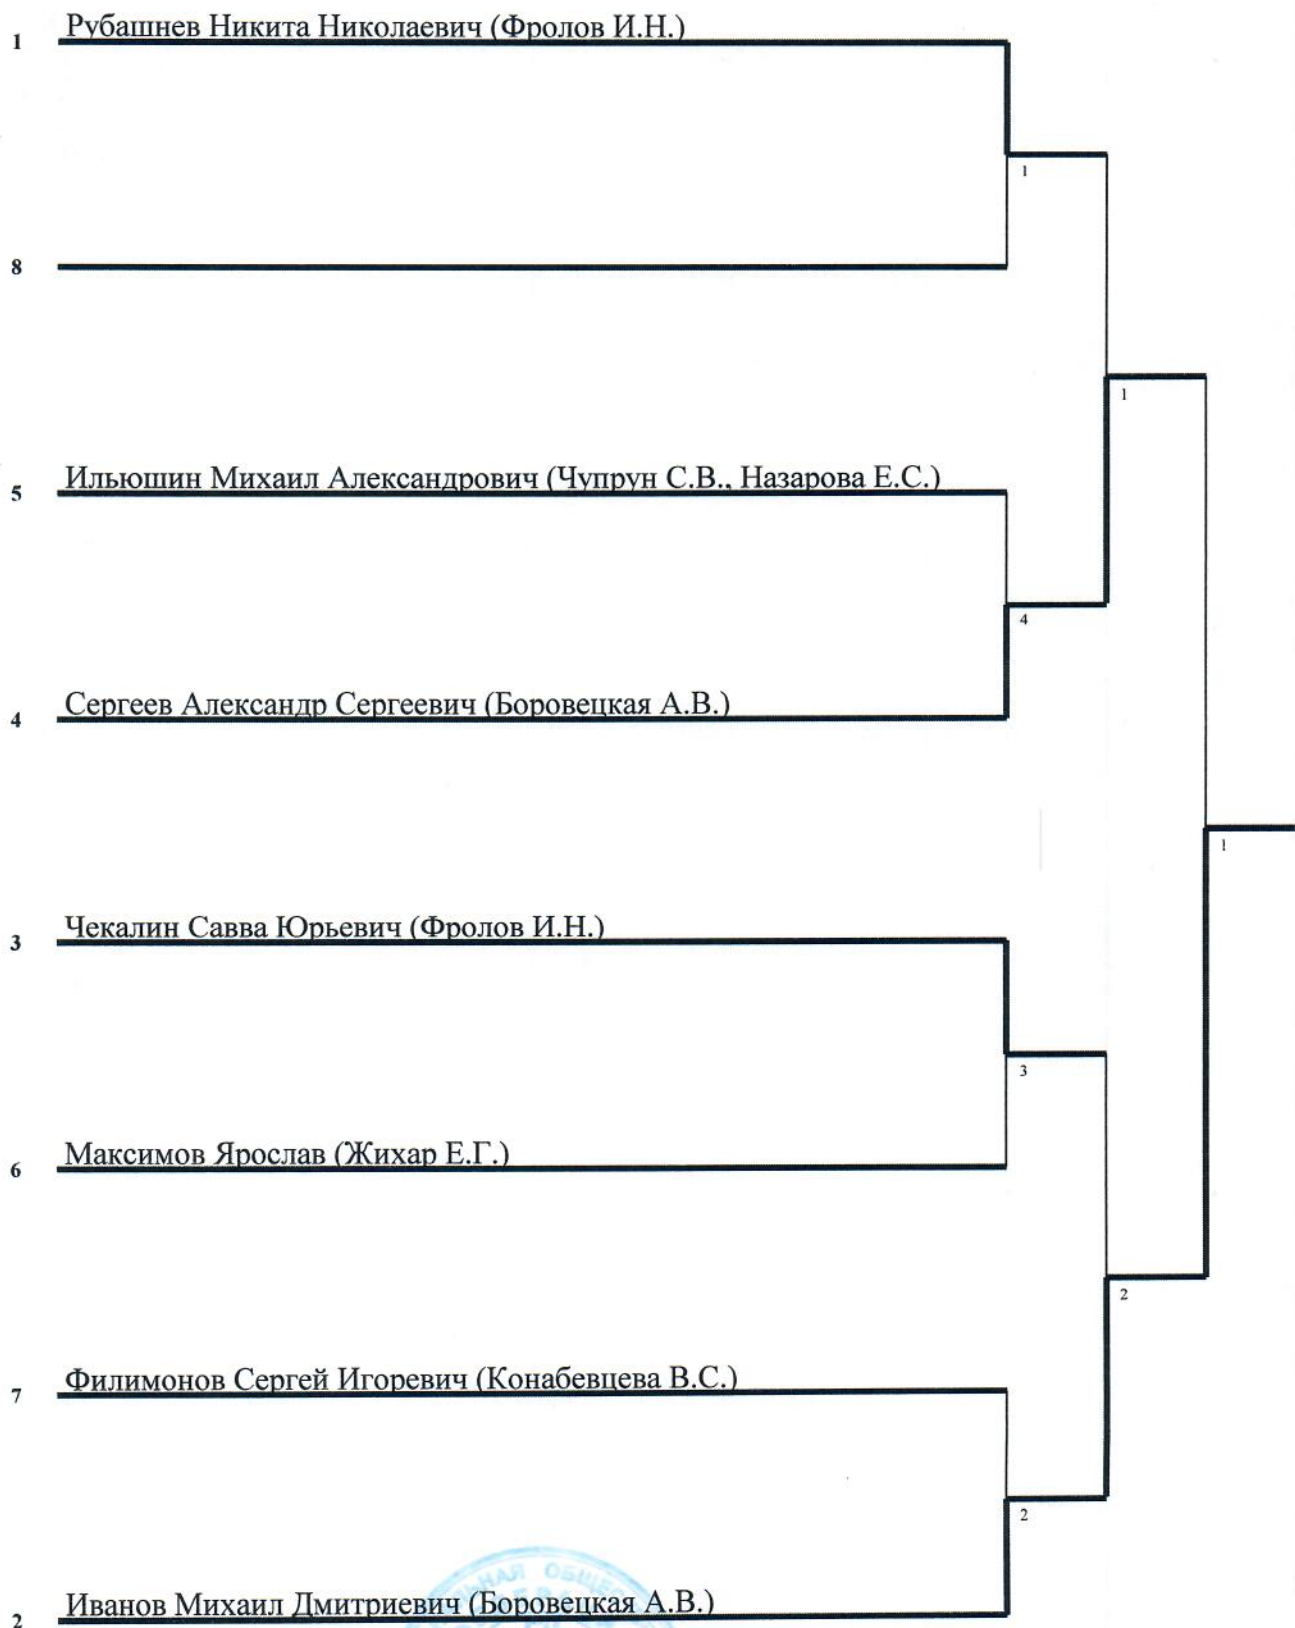 1 Рубашнев Никита Николаевич (Фролов И.Н.)
1
8
1
5 Ильюшин Михаил Александрович (Чупрун С.В., Назарова Е.С.)
4
4 Сергеев Александр Сергеевич (Боровецкая А.В.)
1
3 Чекалин Савва Юрьевич (Фролов И.Н.)
3
6 Максимов Ярослав (Жихар Е.Г.)
2
7 Филимонов Сергей Игоревич (Конабевцева В.С.)
2
2 Иванов Михаил Дмитриевич (Боровецкая А.В.)